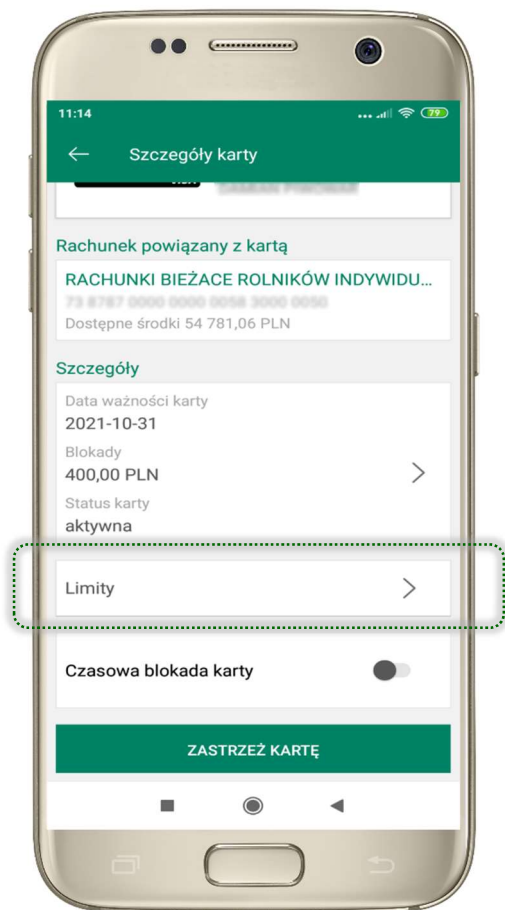 11:14
79
Szczegóły karty
Rachunek powiązany z kartą
RACHUNKI BIEŻACE ROLNIKÓW INDYWIDU...
Dostępne środki 54 781,06 PLN
Szczegóły
Data ważności karty
2021-10-31
Blokady
400,00 PLN
Status karty
aktywna
Limity
Czasowa blokada karty
ZASTRZEŻ KARTĘ